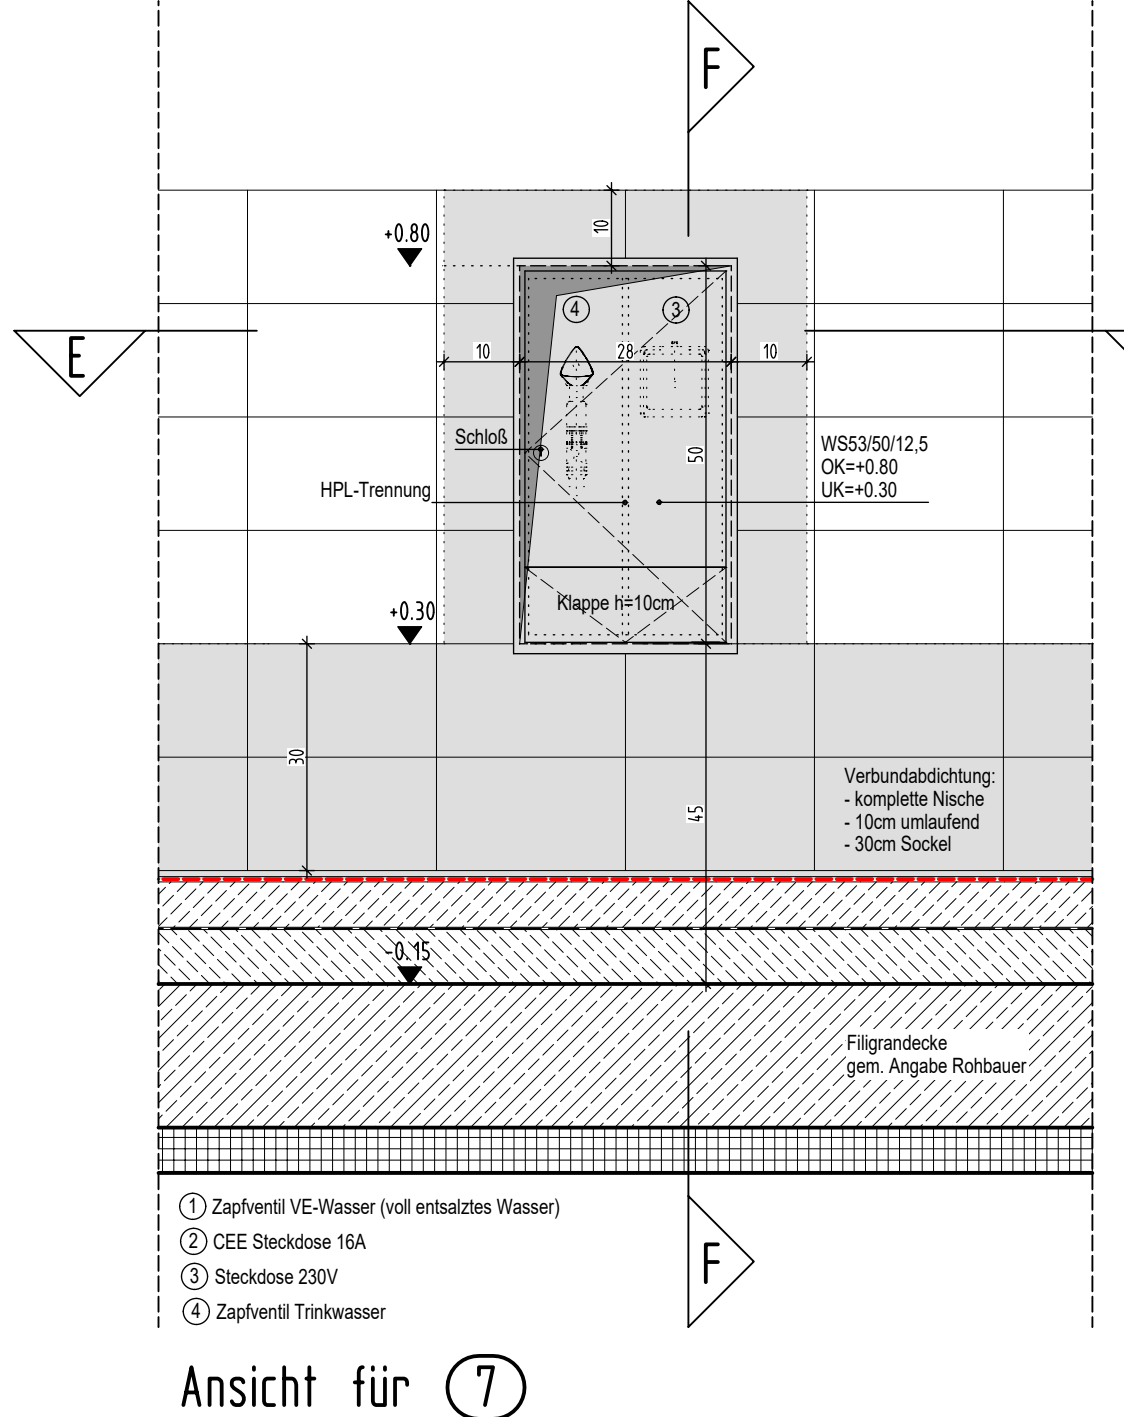 F
10
+0.80
4
3
E
10
28
10
Schloß
50
WS53/50/12,5
OK=+0.80
UK=+0.30
HPL-Trennung
Klappe h=10cm
+0.30
30
45
Verbundabdichtung:
- komplette Nische
- 10cm umlaufend
- 30cm Sockel
-0.15
Filigrandecke
gem. Angabe Rohbauer
1 Zapfventil VE-Wasser (voll entsalztes Wasser)
2 CEE Steckdose 16A
3 Steckdose 230V
4 Zapfventil Trinkwasser
F
Ansicht für 7